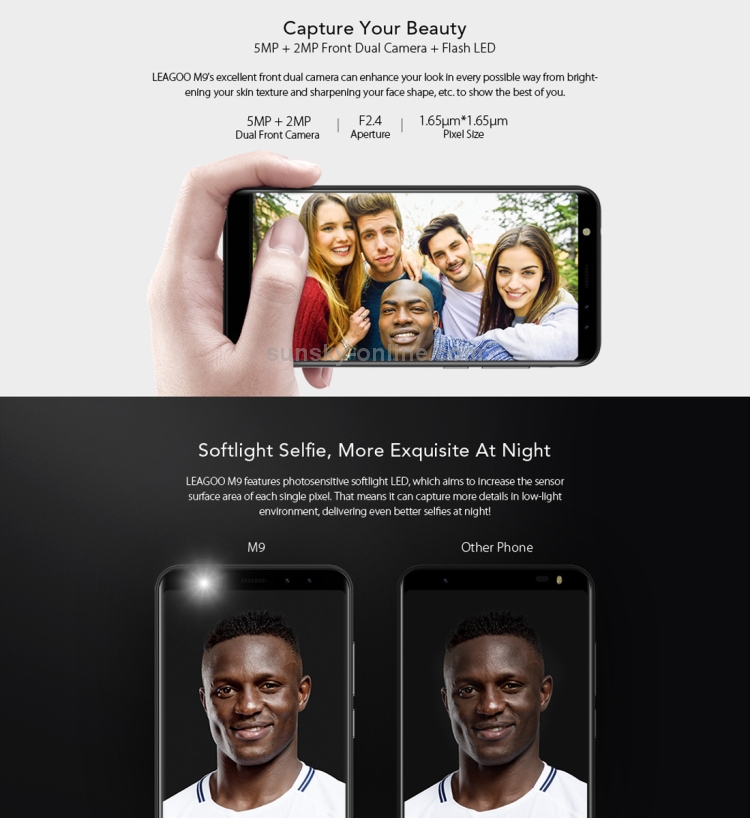 Capture Your Beauty
5MP + 2MP Front Dual Camera + Flash LED
LEAGOO M9's excellent front dual camera can enhance your look in every possible way from bright-
ening your skin texture and sharpening your face shape, etc. to show the best of you.
5MP + 2MP | F2.4 | 1.65μm*1.65μm
Dual Front Camera Aperture Pixel Size
sunsky-online.com
Softlight Selfie, More Exquisite At Night
LEAGOO M9 features photosensitive softlight LED, which aims to increase the sensor
surface area of each single pixel. That means it can capture more details in low-light
environment, delivering even better selfies at night!
M9 Other Phone